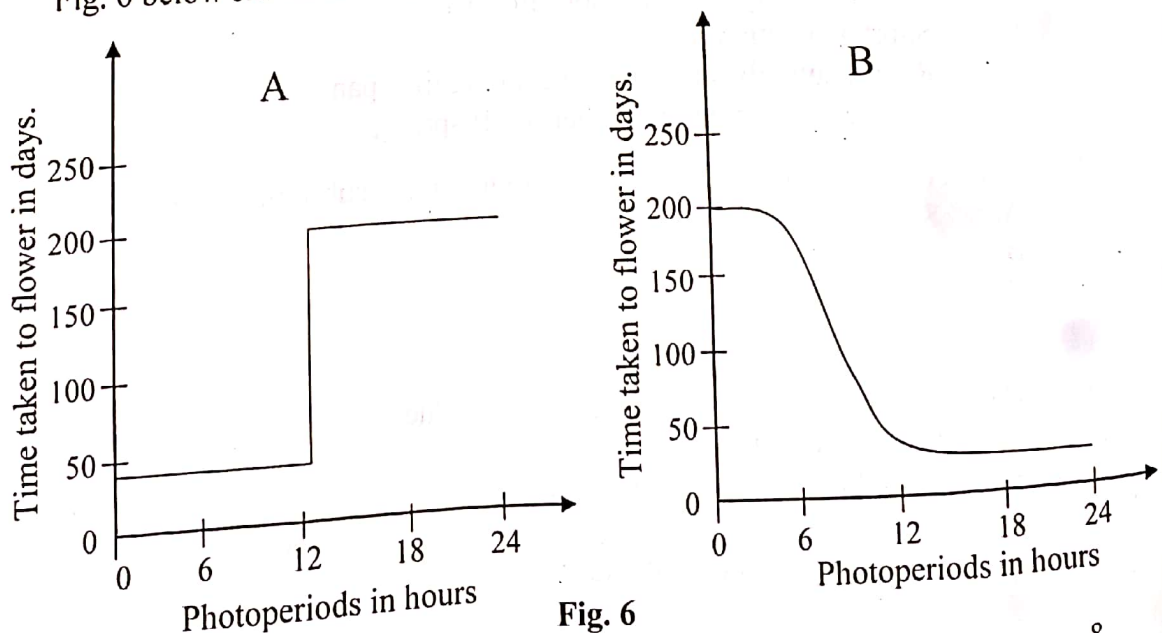 Fig. 6 below
A
Time taken to flower in days.
250
200
150
100
50
0
0 6 12 18 24
Photoperiods in hours
B
Time taken to flower in days.
250
200
150
100
50
0
0 6 12 18 24
Photoperiods in hours
Fig. 6
8